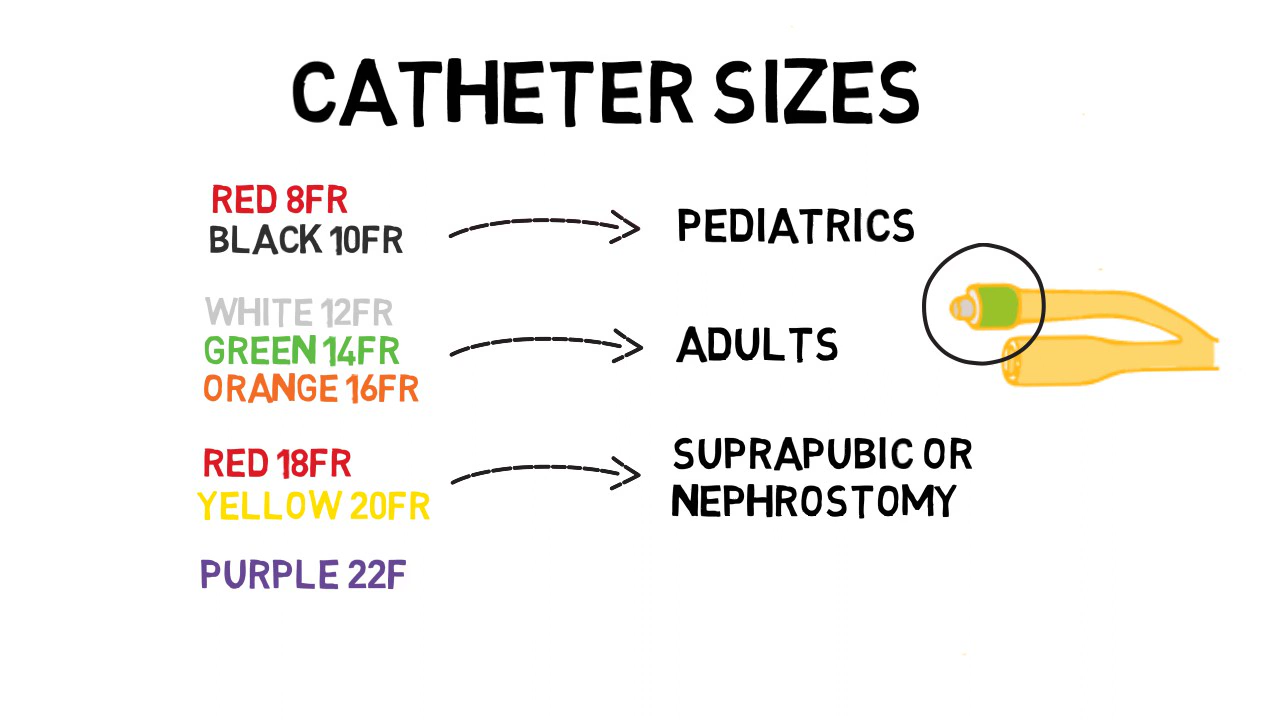 CATHETER SIZES
RED 8FR
BLACK 10FR
PEDIATRICS
WHITE 12FR
GREEN 14FR
ORANGE 16FR
ADULTS
RED 18FR
YELLOW 20FR
SUPRAPUBIC OR
NEPHROSTOMY
PURPLE 22F